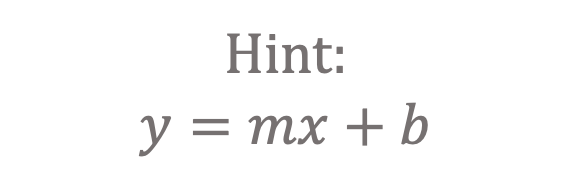 Hint:
y = mx + b